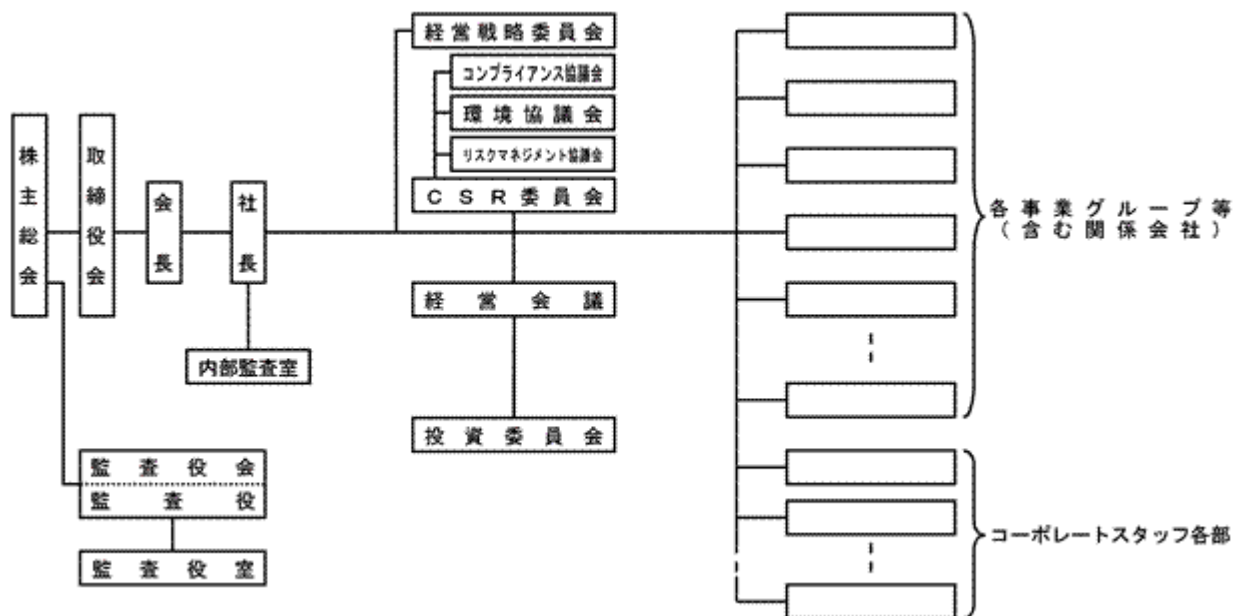 株主総会
取締役会
会長
社長
内部監査室
監査役会
監査役
監査役室
経営戦略委員会
コンプライアンス協議会
環境協議会
リスクマネジメント協議会
CSR委員会
経営会議
投資委員会
各事業グループ等
(含む関係会社)
コーポレートスタッフ各部